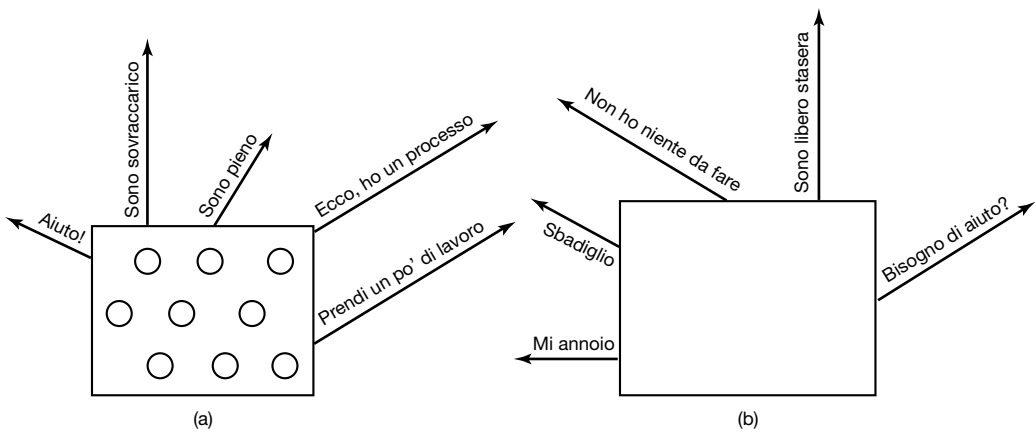 Aiuto!
Sono sovraccarico
Sono pieno
Ecco, ho un processo
Prendi un po’ di lavoro
(a)
Non ho niente da fare
Sono libero stasera
Sbadiglio
Bisogno di aiuto?
Mi annoio
(b)